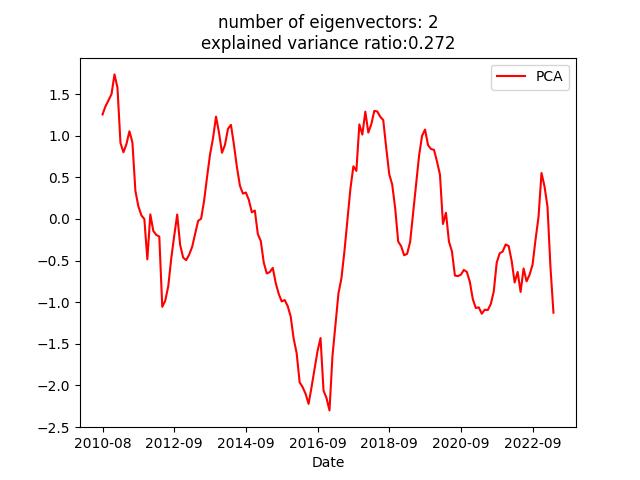 number of eigenvectors: 2
explained variance ratio:0.272
PCA
1.5
1.0
0.5
0.0
−0.5
−1.0
−1.5
−2.0
−2.5
2010-08 2012-09 2014-09 2016-09 2018-09 2020-09 2022-09
Date